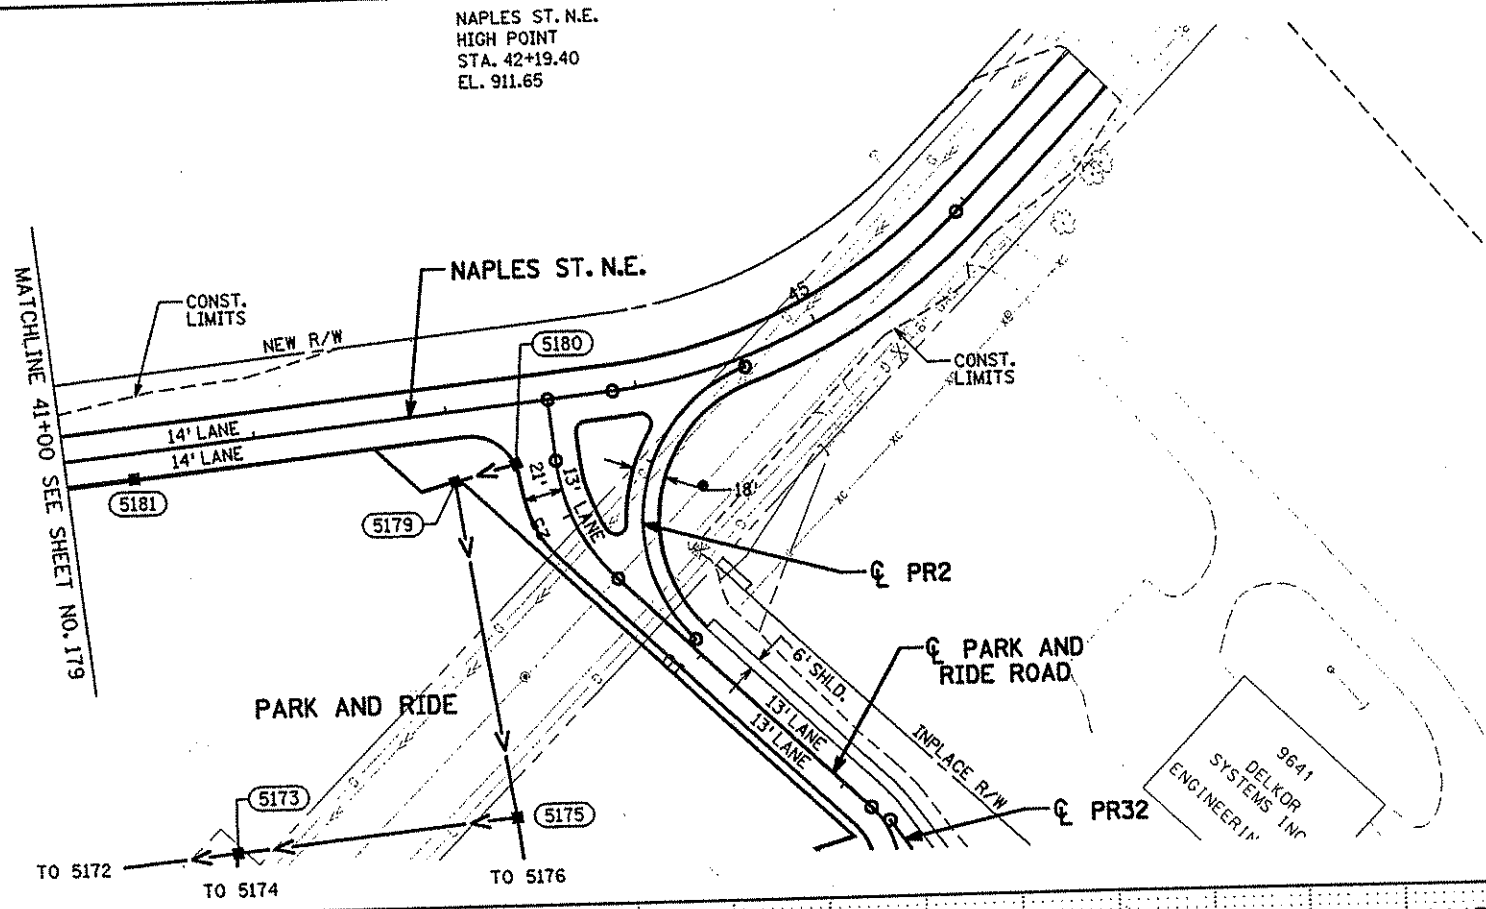 NAPLES ST. N.E.
HIGH POINT
STA. 42+19.40
EL. 911.65
MATCHLINE 41+00 SEE SHEET NO. 179
NAPLES ST. N.E.
CONST.
LIMITS
NEW R/W
5180
45
14' LANE
14' LANE
5181
5179
21'
13' LANE
18'
CONST.
LIMITS
℄ PR2
℄ PARK AND
RIDE ROAD
6' SHLD.
13' LANE
13' LANE
INPLACE R/W
PARK AND RIDE
5173
5175
℄ PR32
9641
DELKOR
SYSTEMS INC
TO 5172
TO 5174
TO 5176